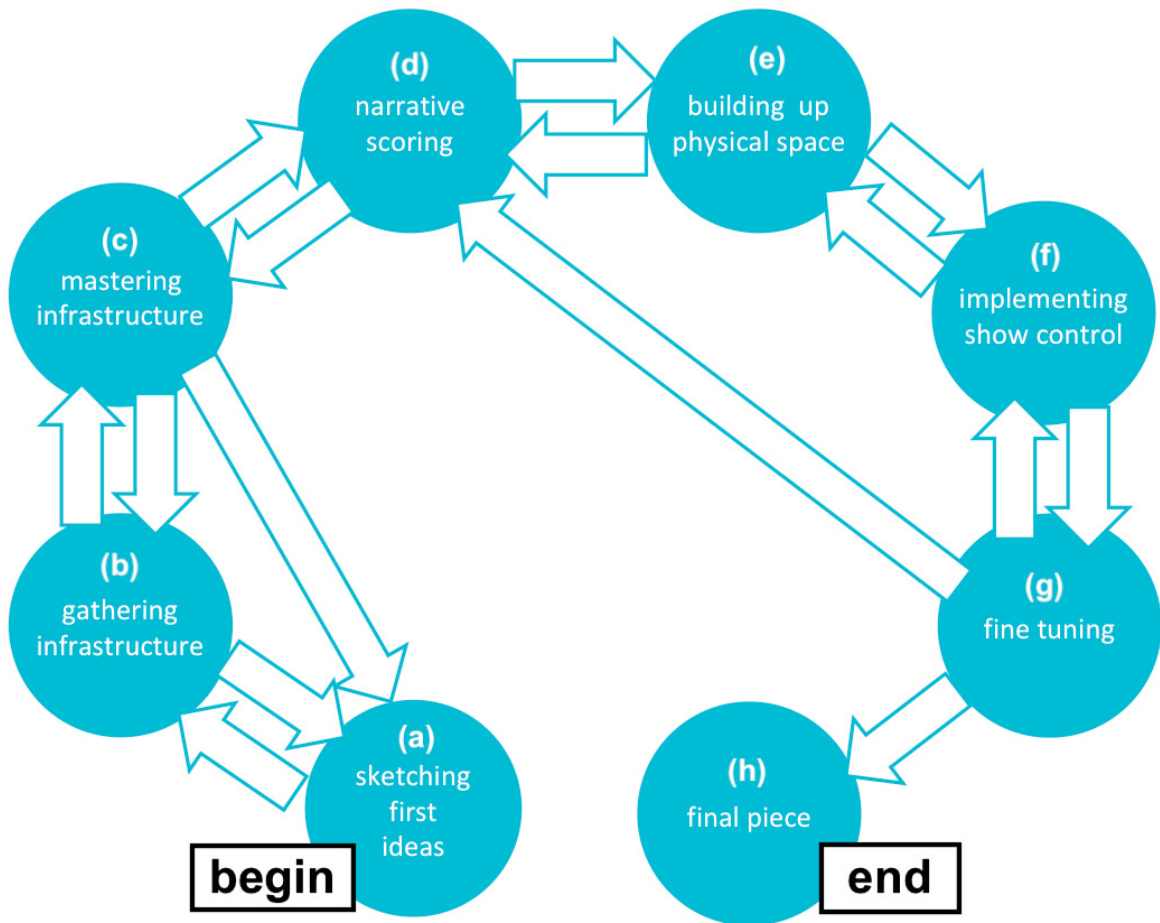 (a)
sketching
first
ideas
begin
(b)
gathering
infrastructure
(c)
mastering
infrastructure
(d)
narrative
scoring
(e)
building up
physical space
(f)
implementing
show control
(g)
fine tuning
(h)
final piece
end